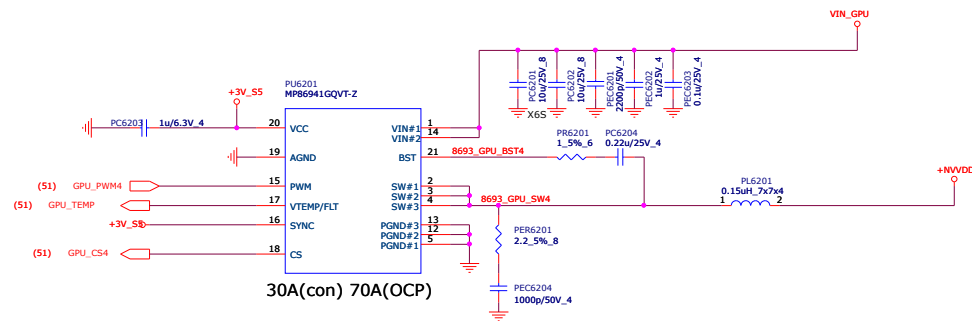 VIN_GPU
PC6201
10u/25V_8
PC6202
10u/25V_8
PEC6201
2200p/50V_4
PEC6202
1u/25V_4
PEC6203
0.1u/25V_4
X6S
PU6201
MP86941GQVT-Z
+3V_S5
PC6203
1u/6.3V_4
20
VCC
19
AGND
(51)
GPU_PWM4
15
PWM
(51)
GPU_TEMP
17
VTEMP/FLT
+3V_S5
16
SYNC
(51)
GPU_CS4
18
CS
VIN#1
1
VIN#2
14
BST
21
8693_GPU_BST4
PR6201
1_5%_6
PC6204
0.22u/25V_4
SW#1
2
SW#2
3
SW#3
4
8693_GPU_SW4
PGND#3
13
PGND#2
12
PGND#1
5
PL6201
0.15uH_7x7x4
1
2
+NVVDD
PER6201
2.2_5%_8
PEC6204
1000p/50V_4
30A(con) 70A(OCP)